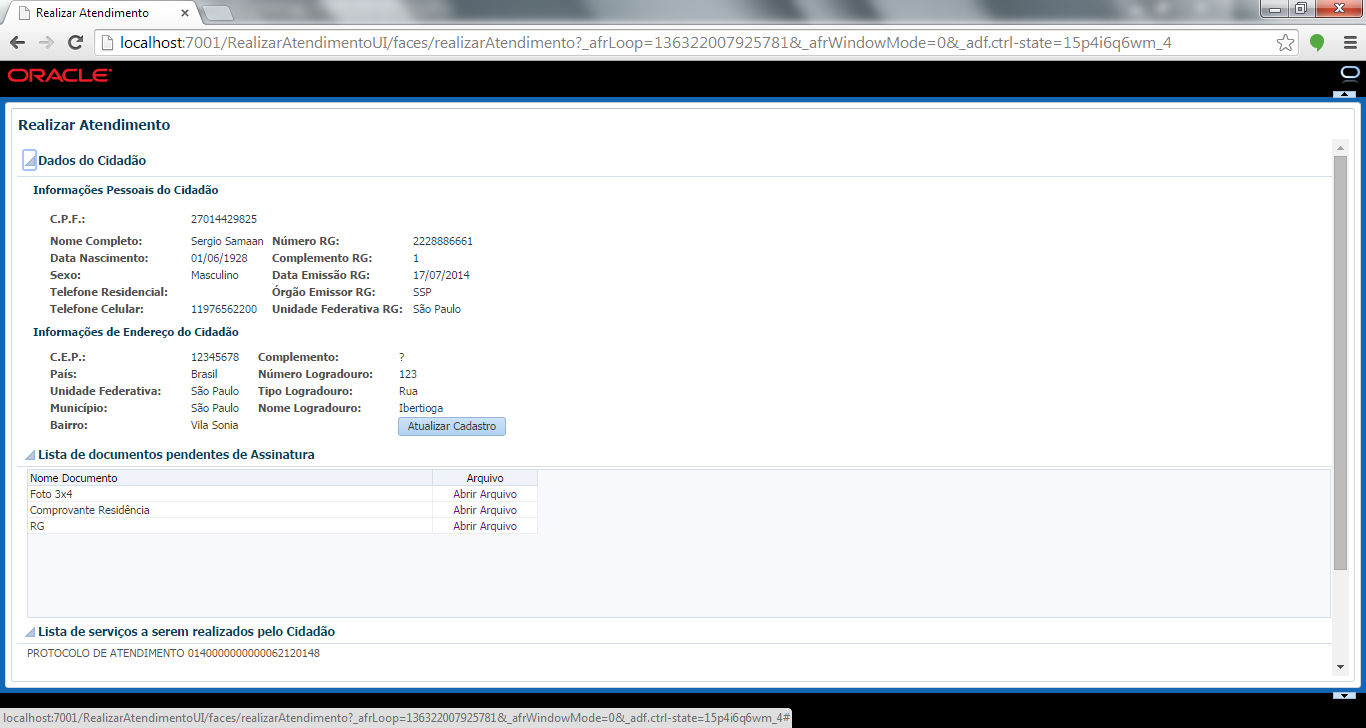 Realizar Atendimento
localhost:7001/RealizarAtendimentoUI/faces/realizarAtendimento?_afrLoop=136322007925781&_afrWindowMode=0&_adf.ctrl-state=15p4i6q6wm_4
ORACLE
Realizar Atendimento
Dados do Cidadão
Informações Pessoais do Cidadão
C.P.F.: 27014429825
Nome Completo: Sergio Samaan Número RG: 2228886661
Data Nascimento: 01/06/1928 Complemento RG: 1
Sexo: Masculino Data Emissão RG: 17/07/2014
Telefone Residencial: Órgão Emissor RG: SSP
Telefone Celular: 11976562200 Unidade Federativa RG: São Paulo
Informações de Endereço do Cidadão
C.E.P.: 12345678 Complemento: ?
País: Brasil Número Logradouro: 123
Unidade Federativa: São Paulo Tipo Logradouro: Rua
Município: São Paulo Nome Logradouro: Ibertioga
Bairro: Vila Sonia Atualizar Cadastro
Lista de documentos pendentes de Assinatura
Nome Documento Arquivo
Foto 3x4 Abrir Arquivo
Comprovante Residência Abrir Arquivo
RG Abrir Arquivo
Lista de serviços a serem realizados pelo Cidadão
PROTOCOLO DE ATENDIMENTO 014000000000062120148
localhost:7001/RealizarAtendimentoUI/faces/realizarAtendimento?_afrLoop=136322007925781&_afrWindowMode=0&_adf.ctrl-state=15p4i6q6wm_4#